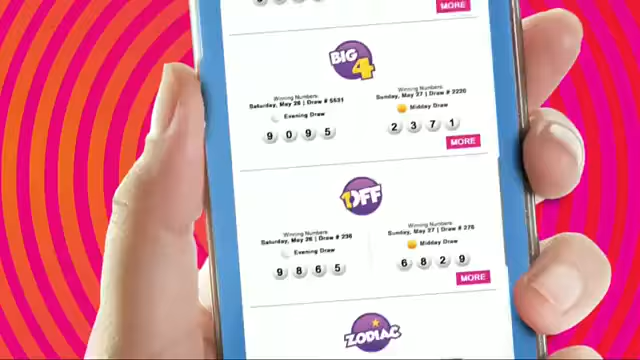 MORE
BIG 4
Winning Numbers
Saturday, May 26 | Draw # 5531
Evening Draw
9 0 9 5
Winning Numbers
Sunday, May 27 | Draw # 2220
Midday Draw
2 3 7 1
MORE
1OFF
Winning Numbers
Saturday, May 26 | Draw # 236
Evening Draw
9 8 6 5
Winning Numbers
Sunday, May 27 | Draw # 275
Midday Draw
6 8 2 9
MORE
ZODIAC